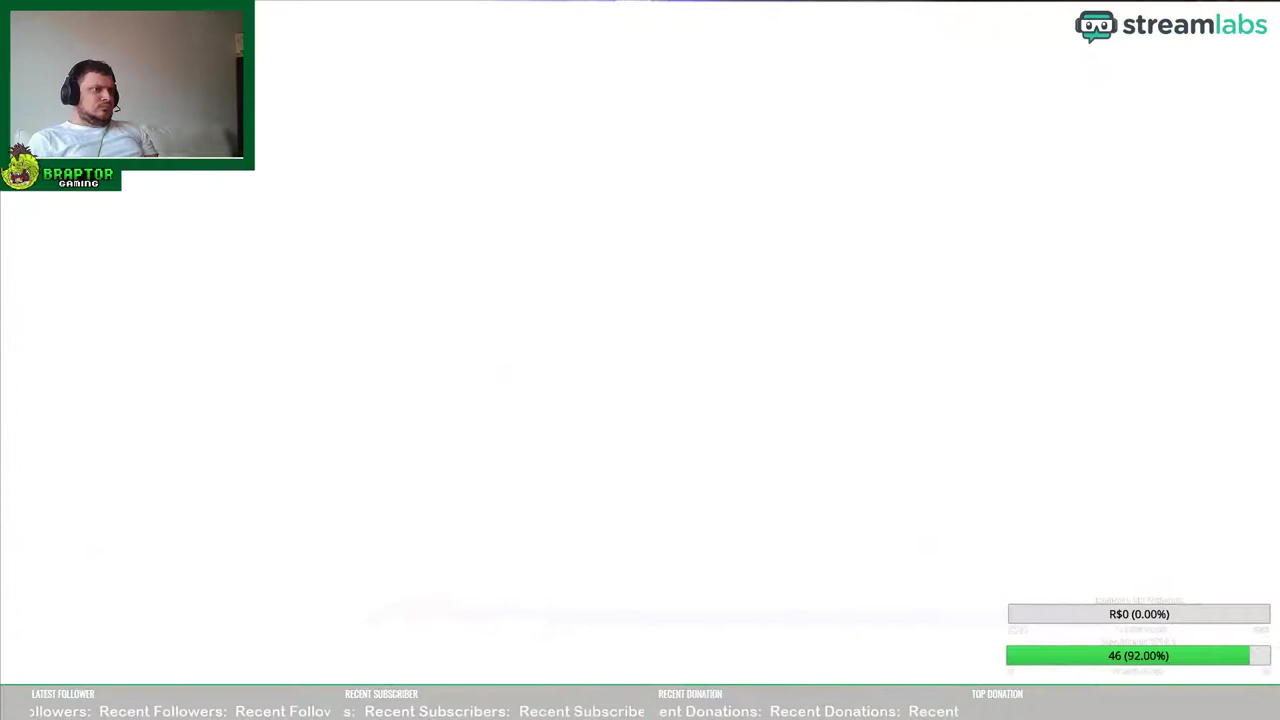 streamlabs
BRAPTOR
GAMING
R$0 (0.00%)
46 (92.00%)
LATEST FOLLOWER
RECENT SUBSCRIBER
RECENT DONATION
TOP DONATION
ollowers: Recent Followers: Recent Follov
s: Recent Subscribers: Recent Subscribe
ent Donations: Recent Donations: Recent